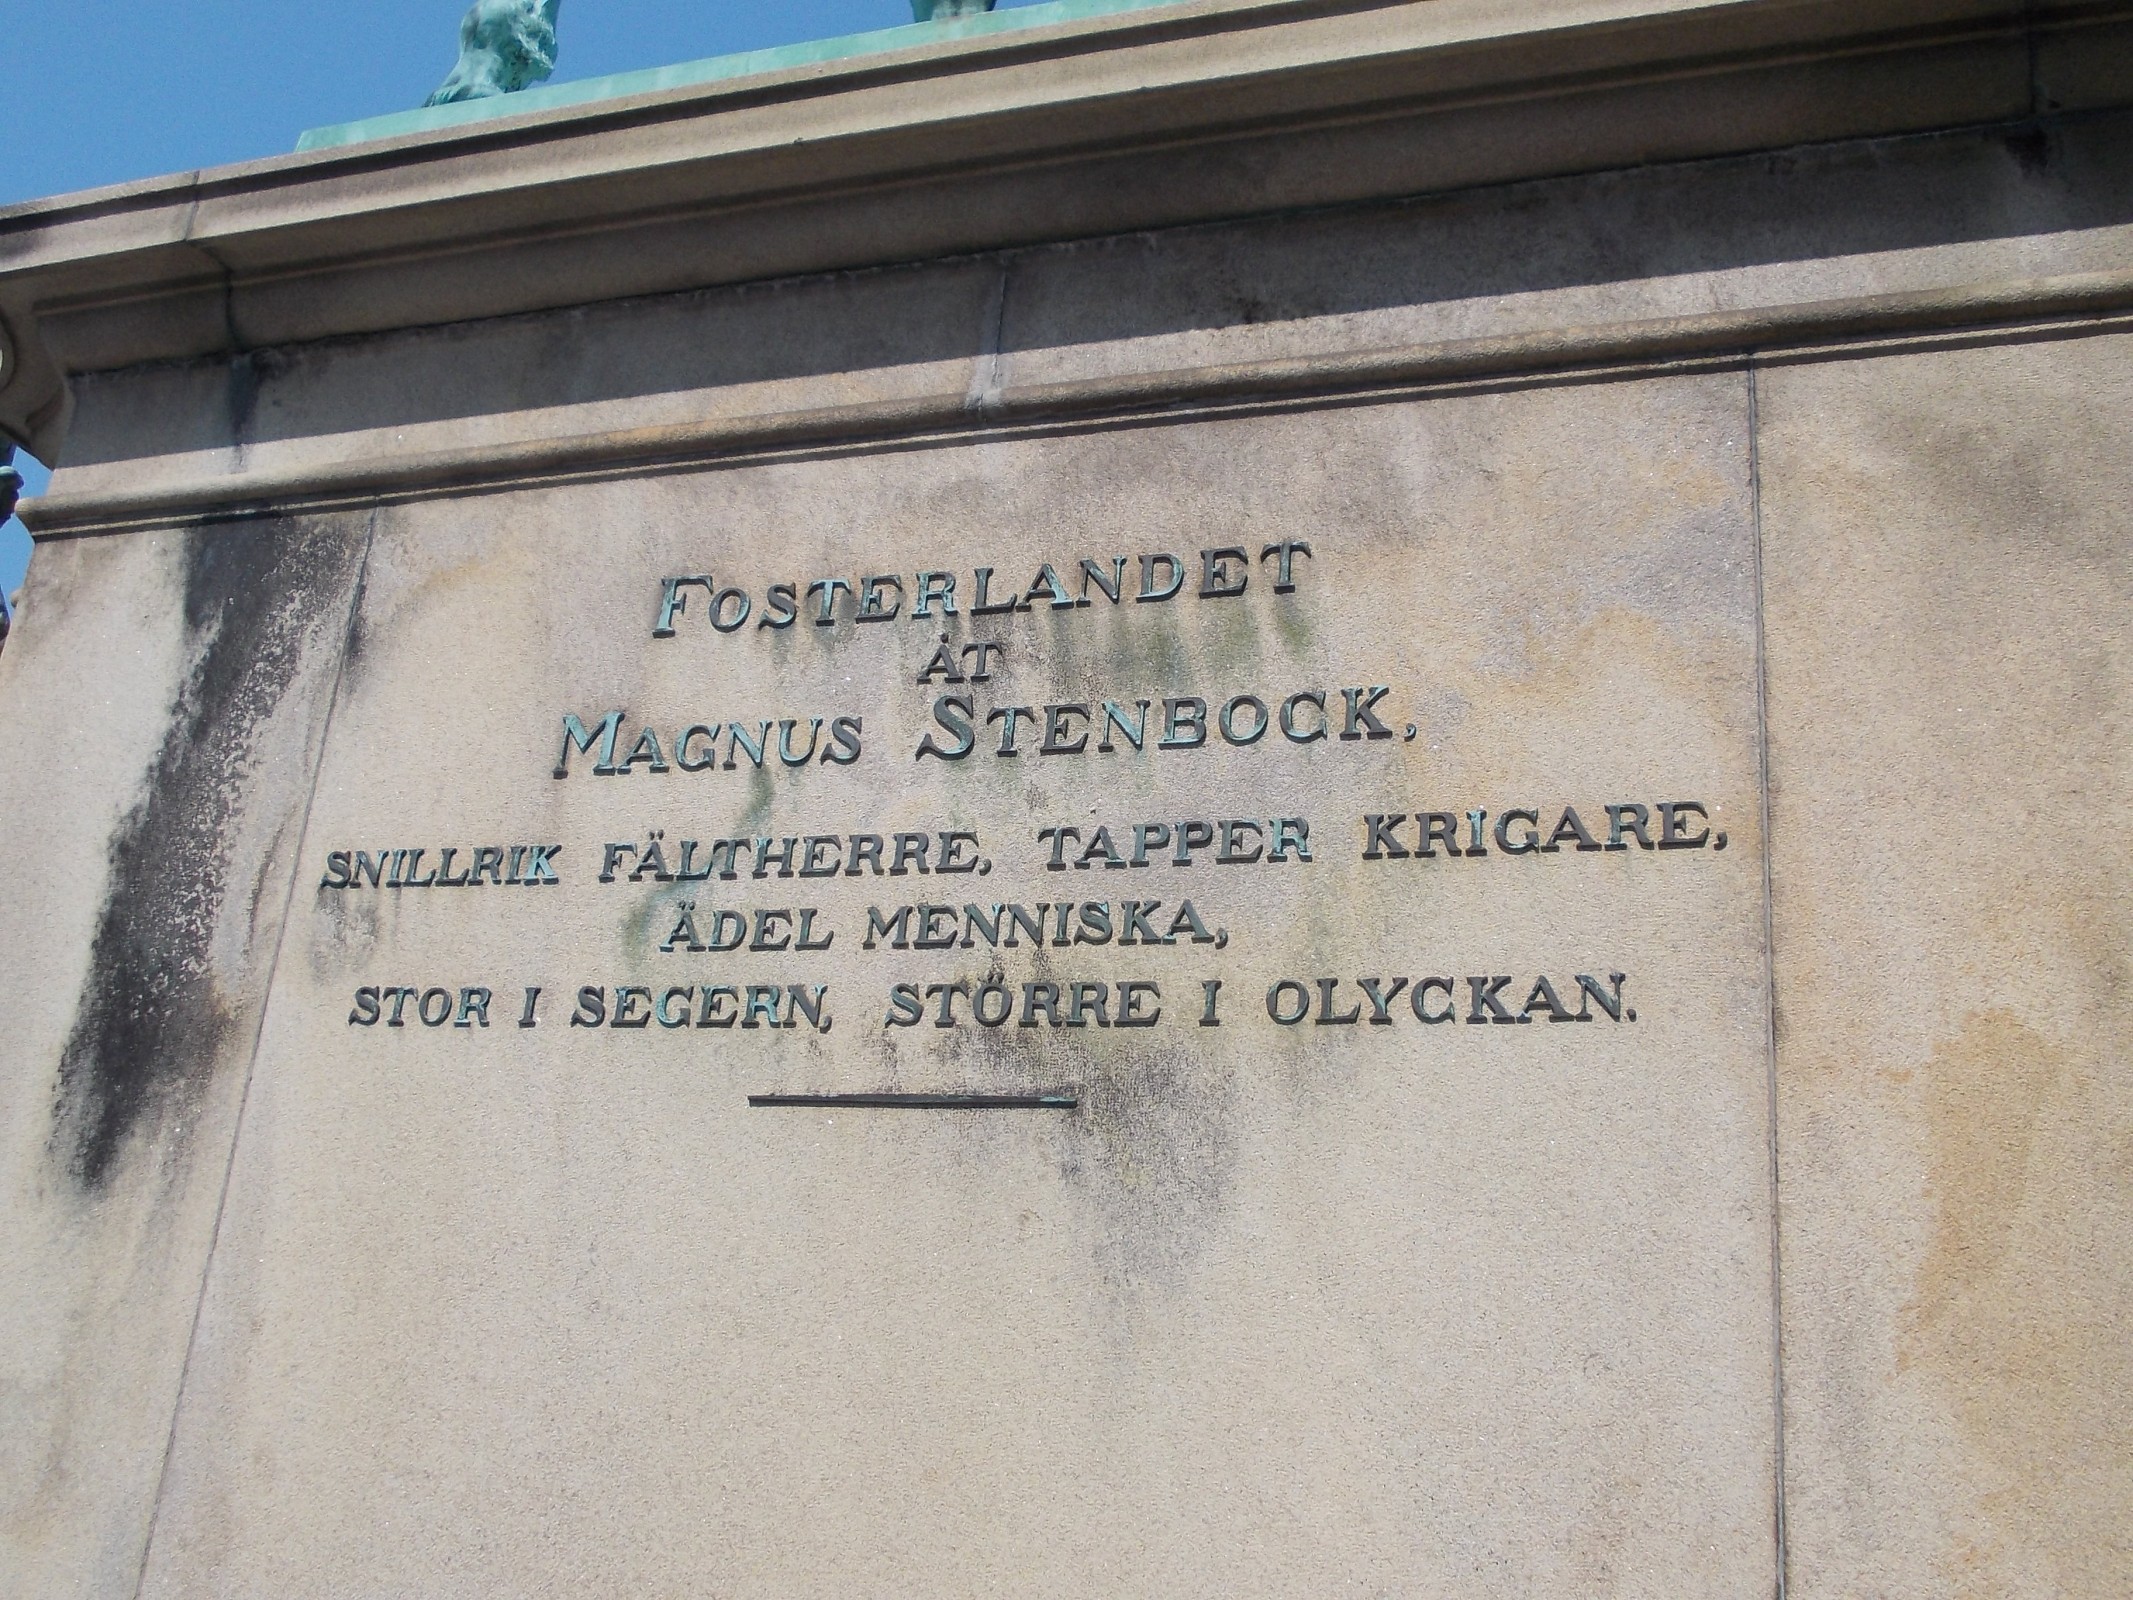 FOSTERLANDET
ÅT
MAGNUS STENBOCK,
SNILLRIK FÄLTHERRE, TAPPER KRIGARE,
ÄDEL MENNISKA,
STOR I SEGERN, STÖRRE I OLYCKAN.